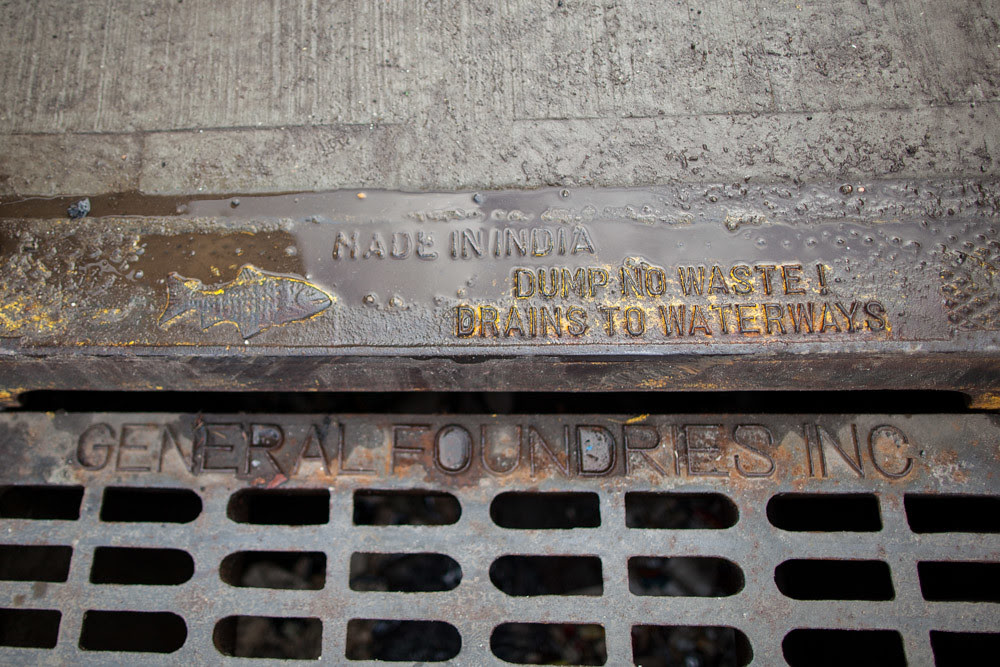 MADE IN INDIA
DUMP NO WASTE!
DRAINS TO WATERWAYS
GENERAL FOUNDRIES INC